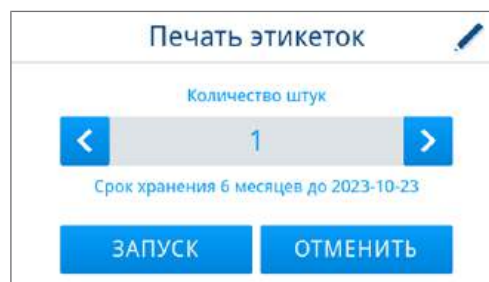 Печать этикеток
Количество штук
1
Срок хранения 6 месяцев до 2023-10-23
ЗАПУСК ОТМЕНИТЬ